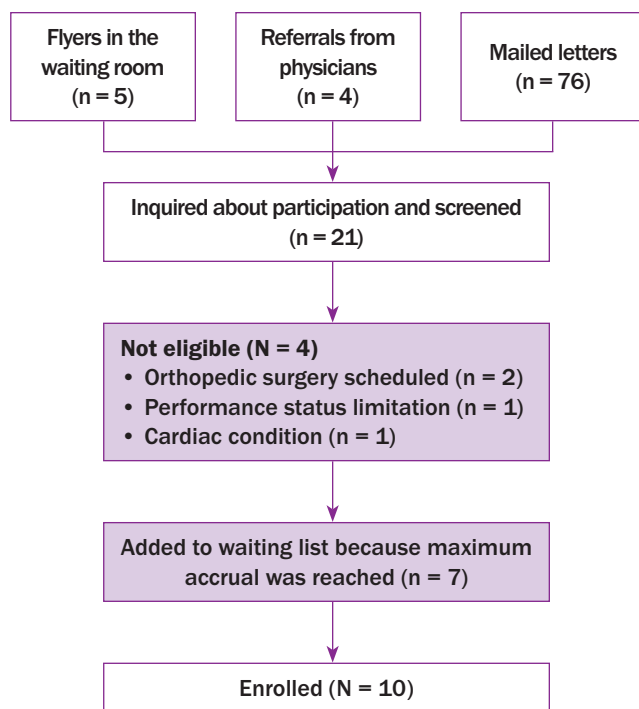 Flyers in the
waiting room
(n = 5)
Referrals from
physicians
(n = 4)
Mailed letters
(n = 76)
Inquired about participation and screened
(n = 21)
Not eligible (N = 4)
• Orthopedic surgery scheduled (n = 2)
• Performance status limitation (n = 1)
• Cardiac condition (n = 1)
Added to waiting list because maximum
accrual was reached (n = 7)
Enrolled (N = 10)